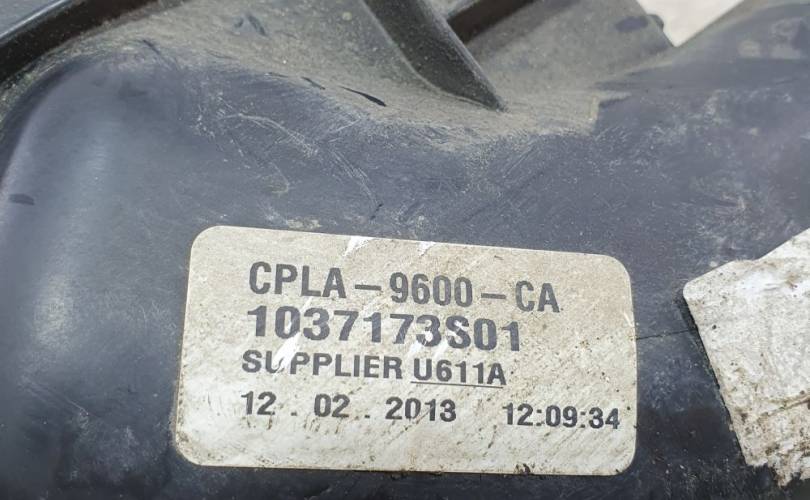 CPLA-9600-CA
1037173S01
SUPPLIER U611A
12.02.2013 12:09:34